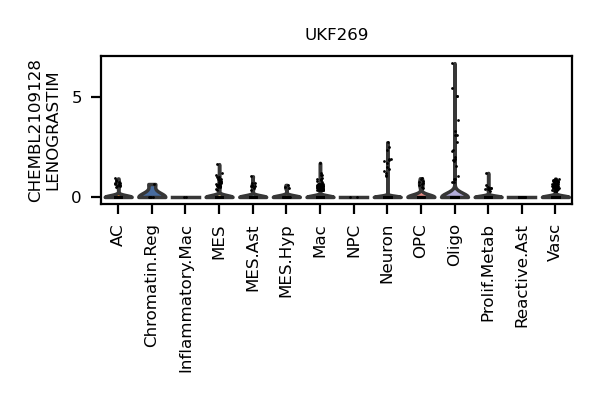 UKF269
CHEMBL2109128
LENOGRASTIM
5
0
AC
Chromatin.Reg
Inflammatory.Mac
MES
MES.Ast
MES.Hyp
Mac
NPC
Neuron
OPC
Oligo
Prolif.Metab
Reactive.Ast
Vasc